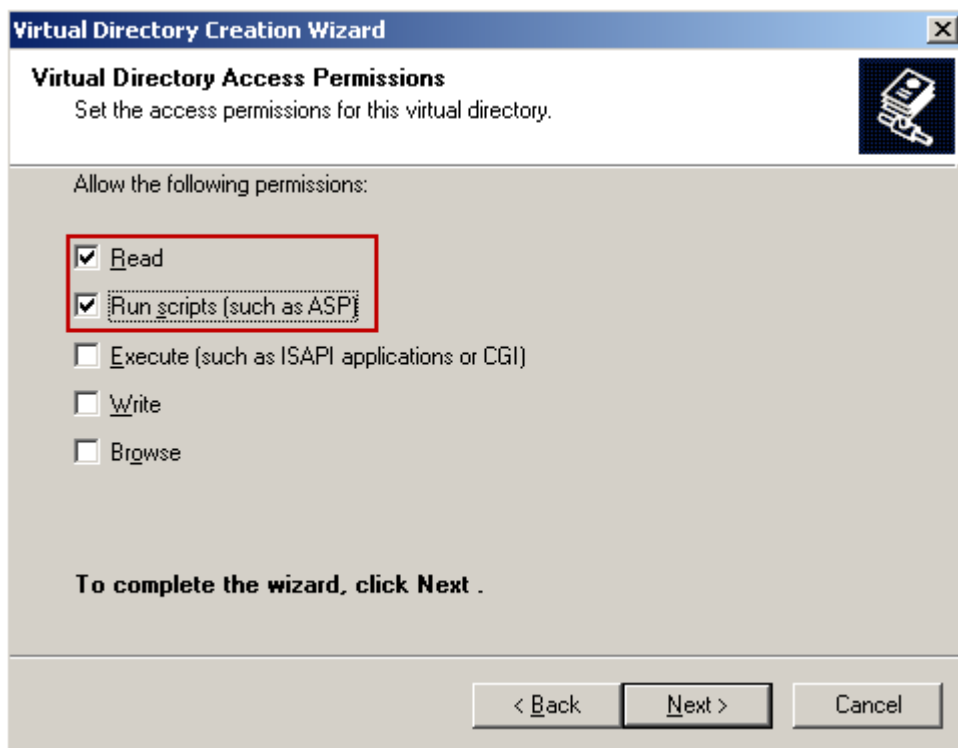 Virtual Directory Creation Wizard
Virtual Directory Access Permissions
Set the access permissions for this virtual directory.
Allow the following permissions:
Read
Run scripts (such as ASP)
Execute (such as ISAPI applications or CGI)
Write
Browse
To complete the wizard, click Next .
< Back Next > Cancel